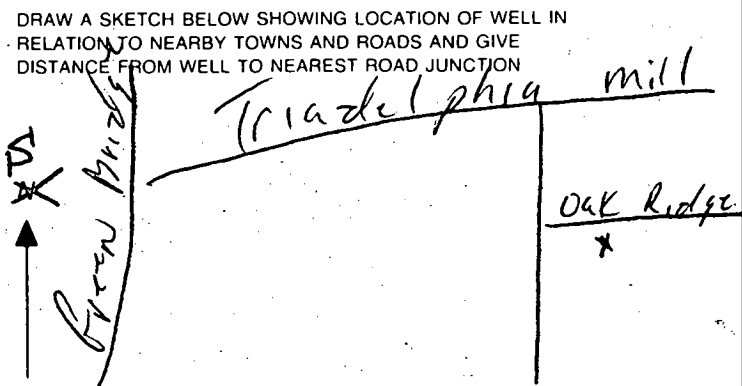 DRAW A SKETCH BELOW SHOWING LOCATION OF WELL IN
RELATION TO NEARBY TOWNS AND ROADS AND GIVE
DISTANCE FROM WELL TO NEAREST ROAD JUNCTION
Triadelphia mill
Green Bridge
S
N
Oak Ridge
X